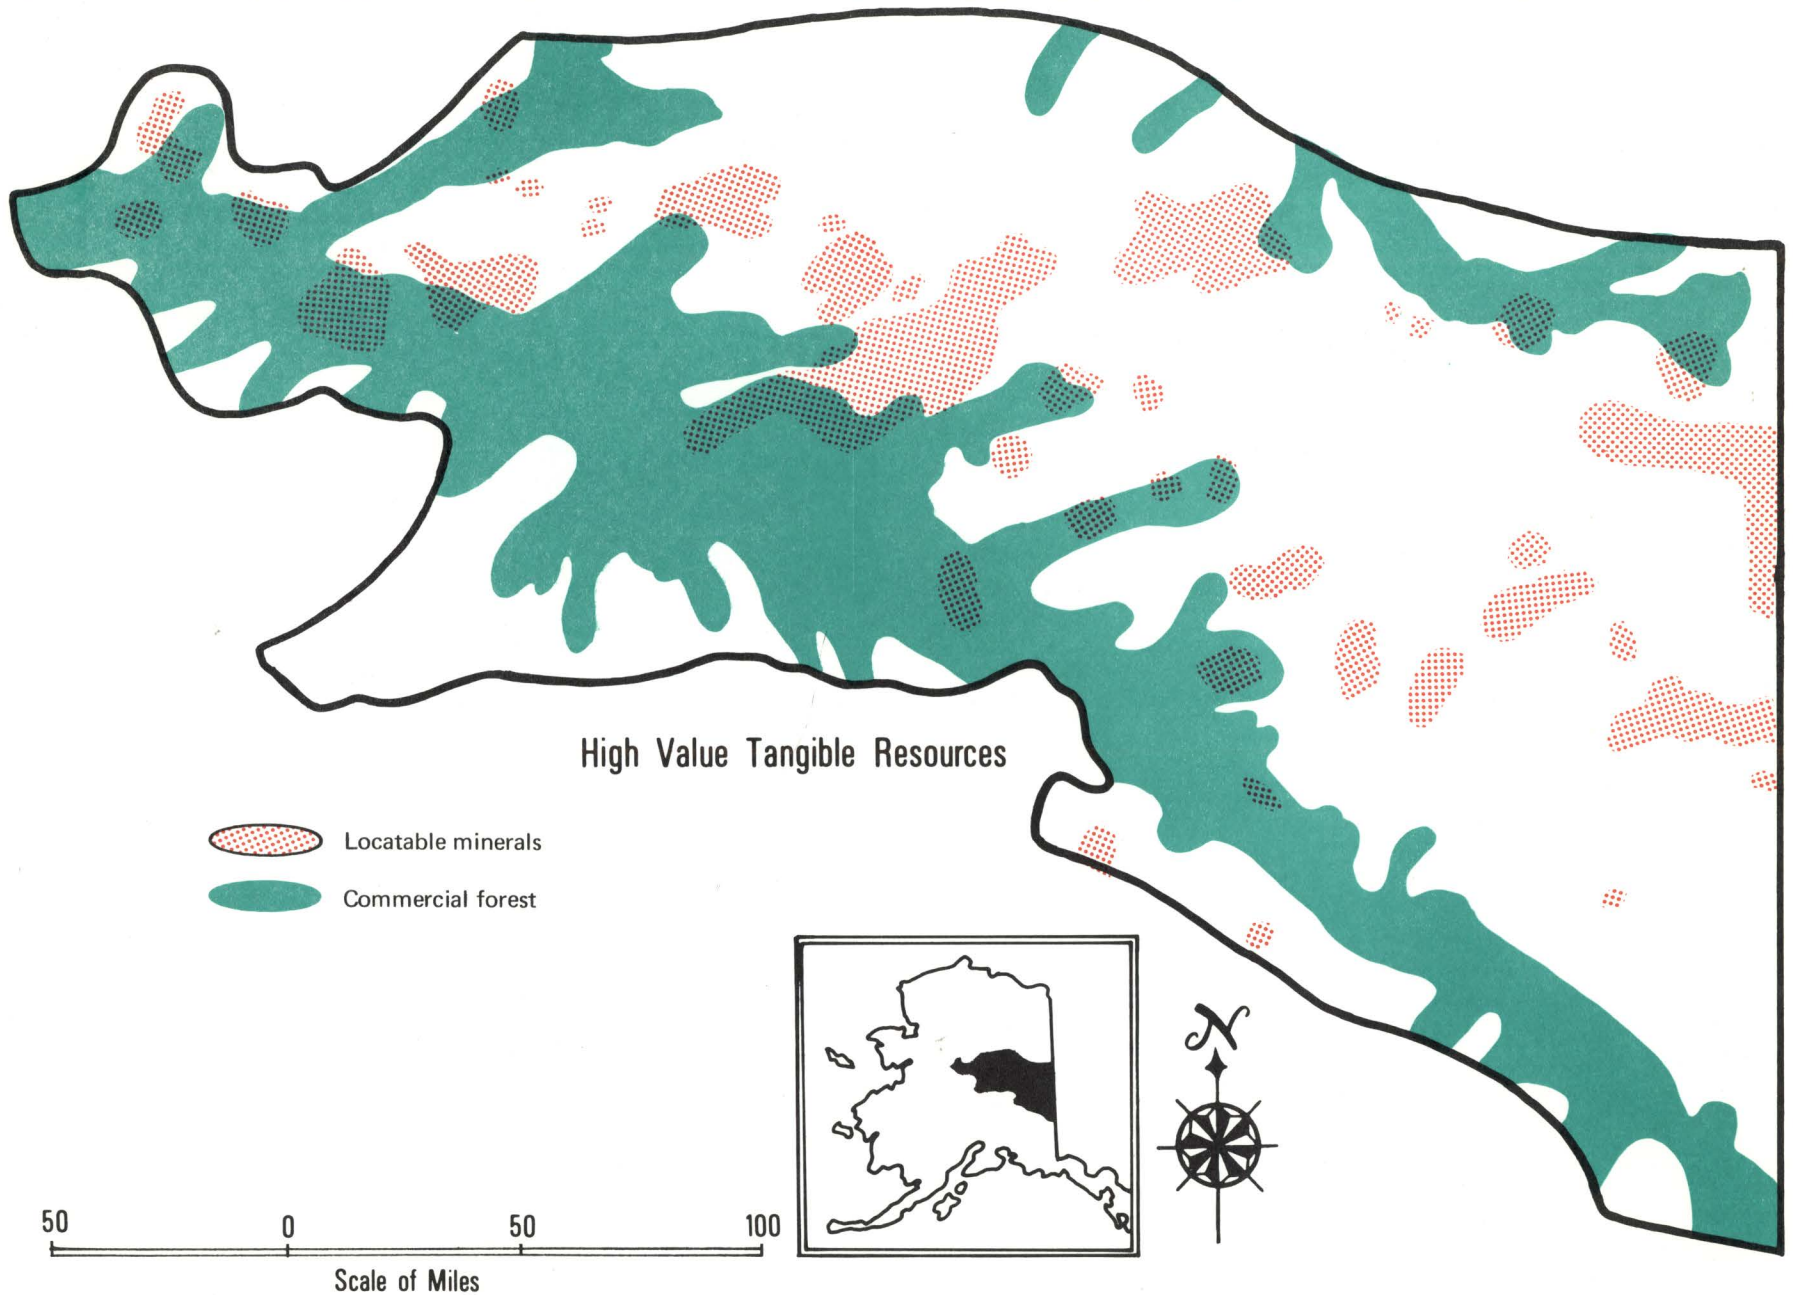 High Value Tangible Resources
Locatable minerals
Commercial forest
N
50 0 50 100
Scale of Miles